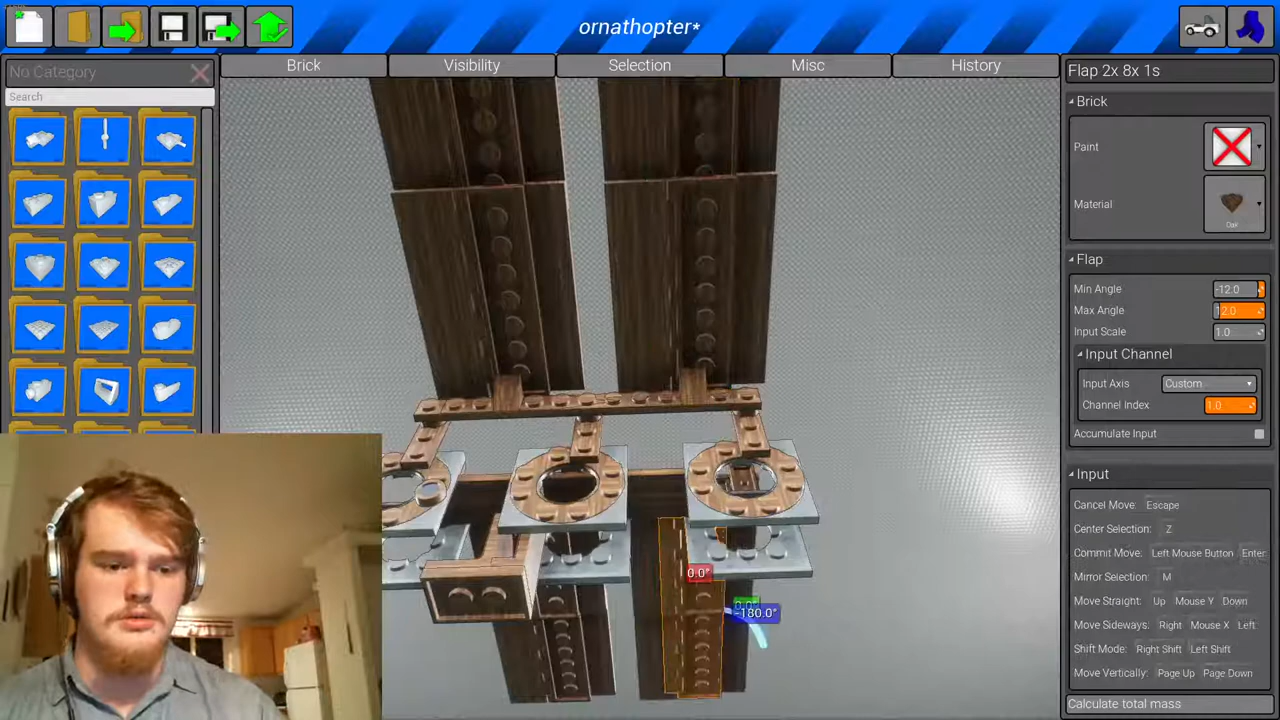 ornathopter*
No Category
Search
Brick
Visibility
Selection
Misc
History
0.0°
-180.0°
Flap 2x 8x 1s
Brick
Paint
Material
Oak
Flap
Min Angle -12.0
Max Angle 12.0
Input Scale 1.0
Input Channel
Input Axis Custom
Channel Index 1.0
Accumulate Input
Input
Cancel Move: Escape
Center Selection: Z
Commit Move: Left Mouse Button Enter
Mirror Selection: M
Move Straight: Up Mouse Y Down
Move Sideways: Right Mouse X Left
Shift Mode: Right Shift Left Shift
Move Vertically: Page Up Page Down
Calculate total mass